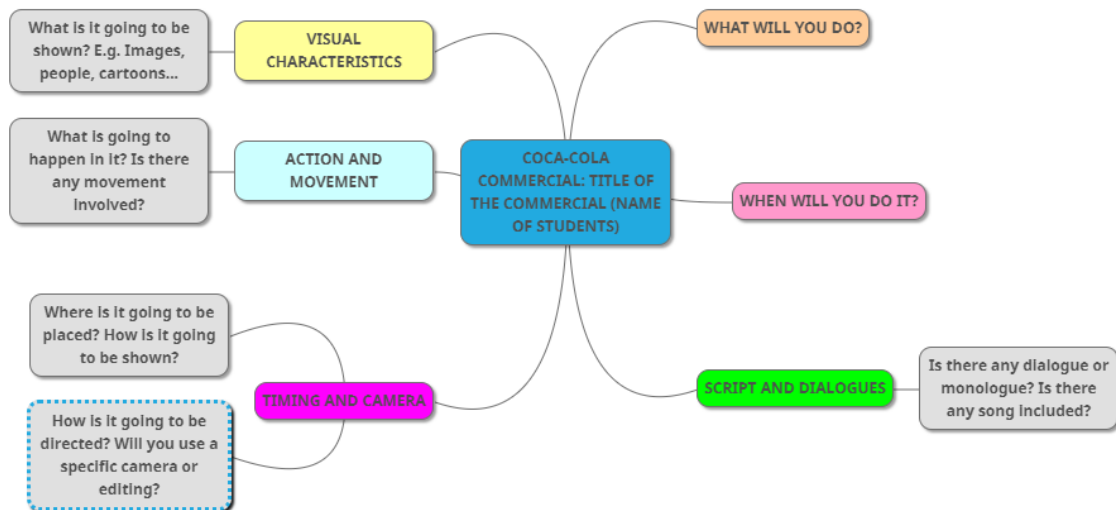 What is it going to be
shown? E.g. Images,
people, cartoons...
VISUAL
CHARACTERISTICS
WHAT WILL YOU DO?
What is going to
happen in it? Is there
any movement
involved?
ACTION AND
MOVEMENT
COCA-COLA
COMMERCIAL: TITLE OF
THE COMMERCIAL (NAME
OF STUDENTS)
WHEN WILL YOU DO IT?
Where is it going to be
placed? How is it going
to be shown?
TIMING AND CAMERA
How is it going to be
directed? Will you use a
specific camera or
editing?
SCRIPT AND DIALOGUES
Is there any dialogue or
monologue? Is there
any song included?